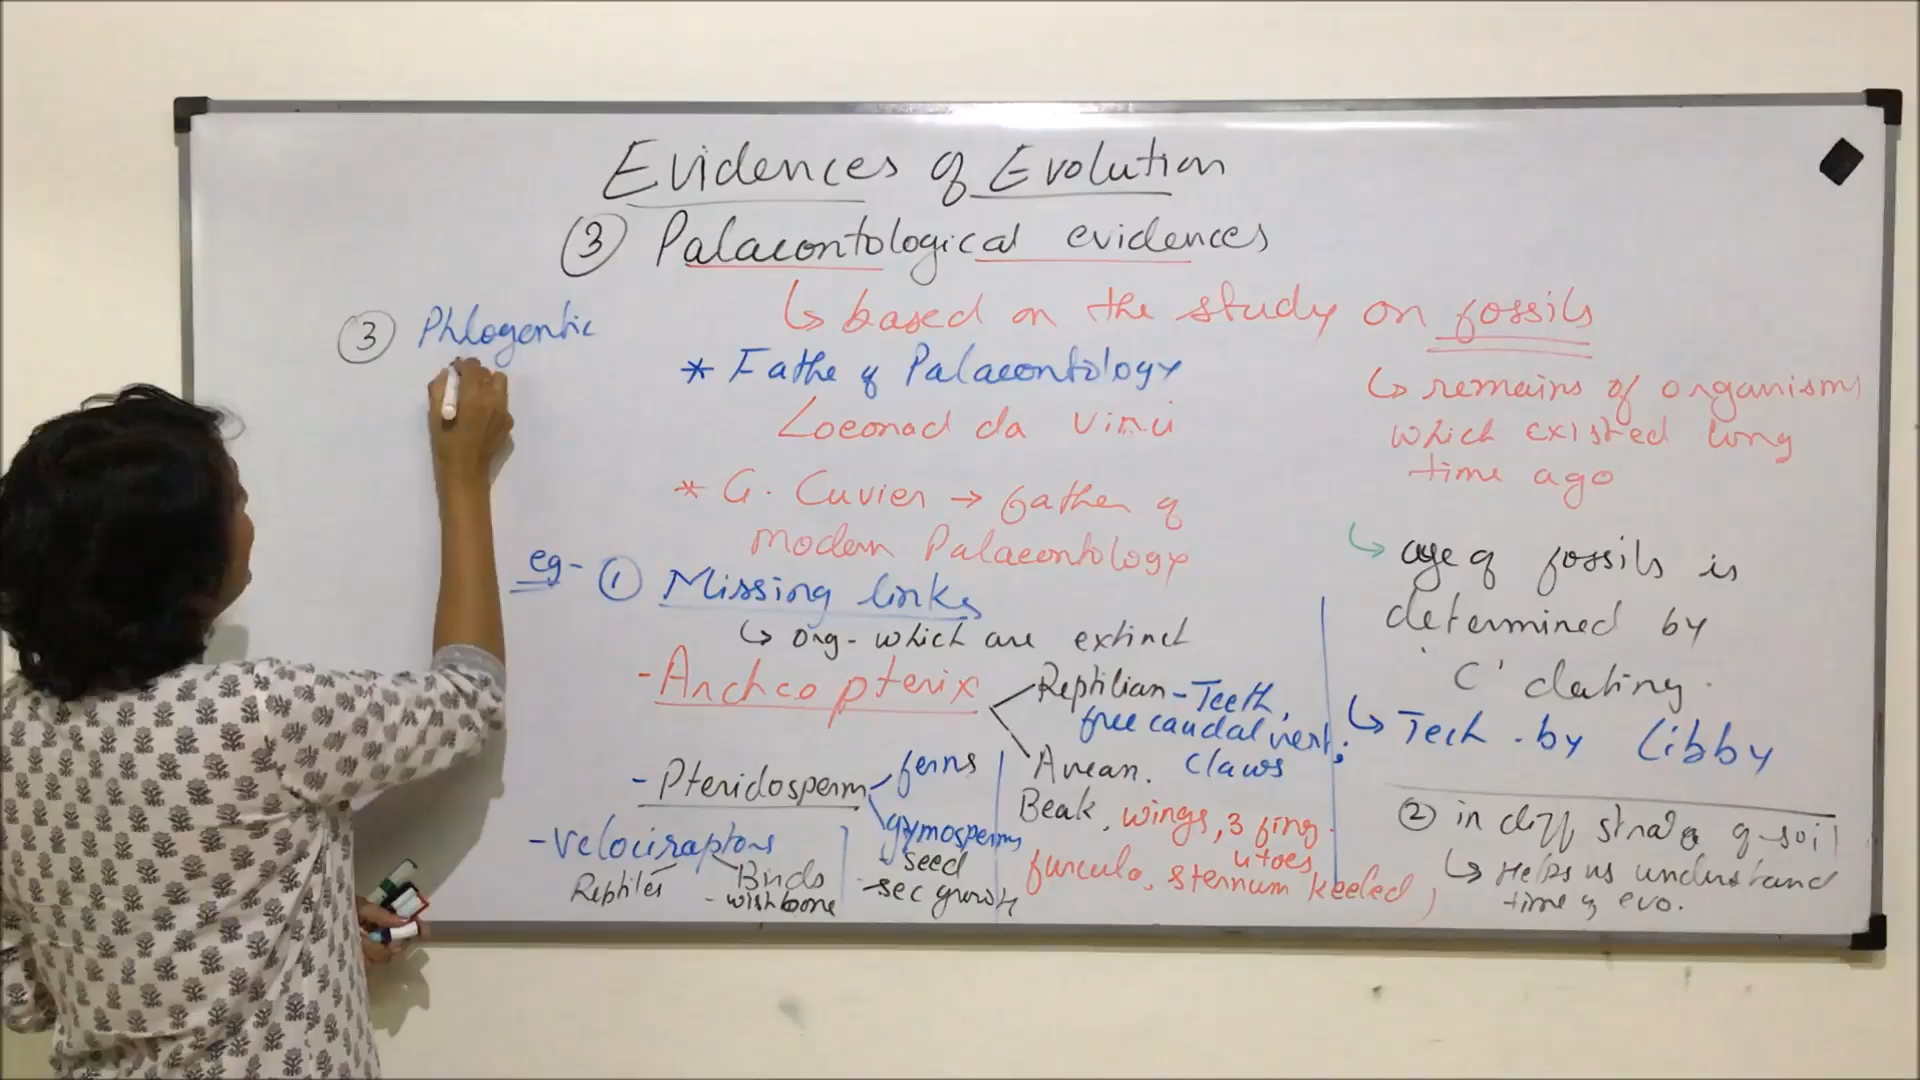 Evidences of Evolution
③ Palaeontological evidences
↳ based on the study on fossils
↳ remains of organisms
which existed long
time ago
③ Phlogentic
* Fathe of Palaeontology
Loeonad da Vinci
* G. Cuvier → father of
modern Palaeontology
eg- ① Missing links
↳ org- which are extinct
- Archeopterix
Reptilian - Teeth,
free caudal vert;
claws
Avean.
Beak, wings, 3 fing.
4 toes
furcula, sternum keeled,
- Pteridosperm
ferns
gymosperms
- seed
- sec growth
- Velociraptors
Reptiles
Birds
- wishbone
↳ age of fossils is
determined by
'C' dating.
↳ Tech. by Libby
② in diff strata of soil
↳ Helps us understand
time of evo.